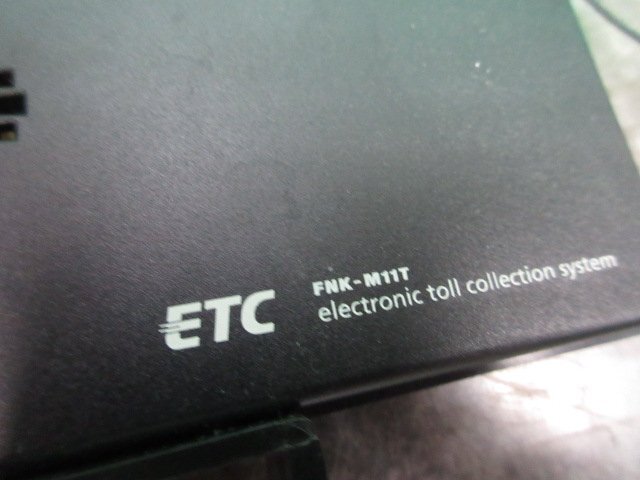 FNK-M11T
ETC electronic toll collection system